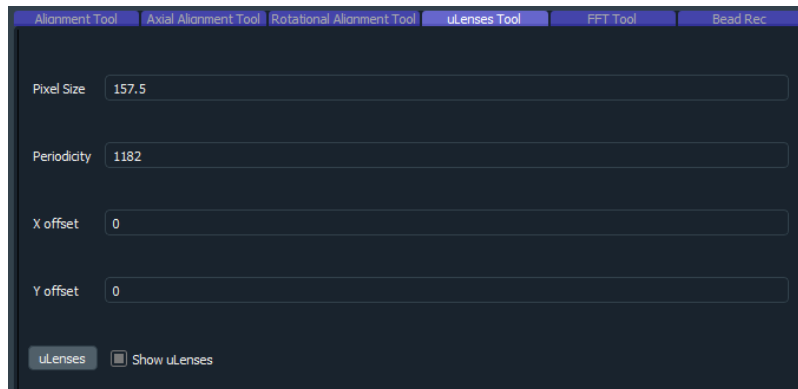 Alignment Tool Axial Alignment Tool Rotational Alignment Tool uLenses Tool FFT Tool Bead Rec
Pixel Size 157.5
Periodicity 1182
X offset 0
Y offset 0
uLenses Show uLenses